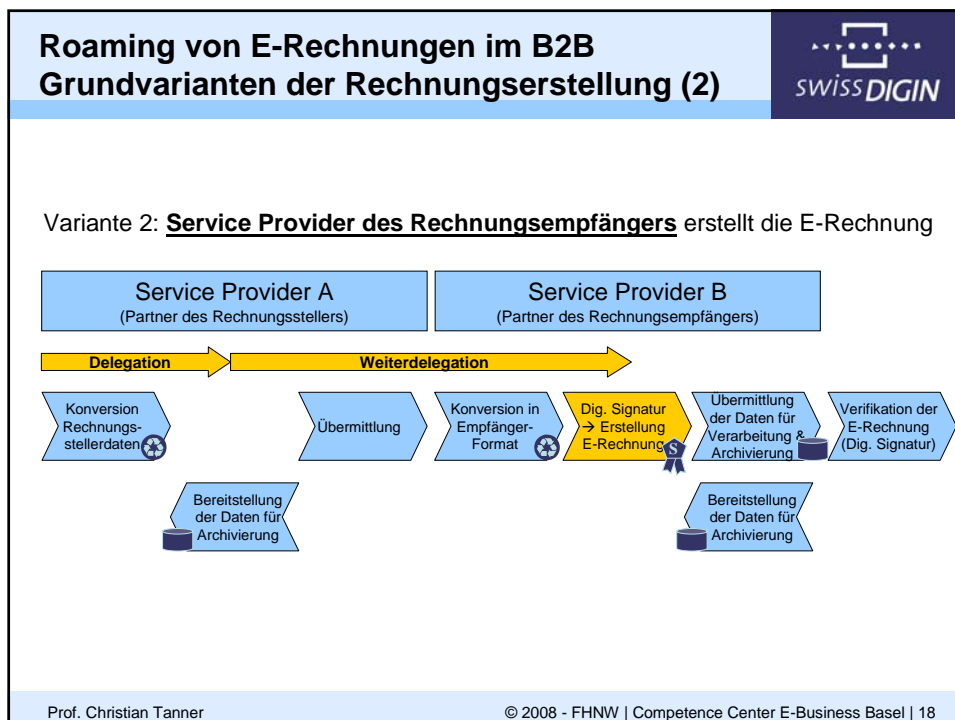 Roaming von E-Rechnungen im B2B
Grundvarianten der Rechnungserstellung (2)
swissDIGIN
Variante 2: Service Provider des Rechnungsempfängers erstellt die E-Rechnung
Service Provider A
(Partner des Rechnungsstellers)
Service Provider B
(Partner des Rechnungsempfängers)
Delegation
Weiterdelegation
Konversion
Rechnungs-
stellerdaten
Übermittlung
Konversion in
Empfänger-
Format
Dig. Signatur
→ Erstellung
E-Rechnung
S
Übermittlung
der Daten für
Verarbeitung &
Archivierung
Verifikation der
E-Rechnung
(Dig. Signatur)
Bereitstellung
der Daten für
Archivierung
Bereitstellung
der Daten für
Archivierung
Prof. Christian Tanner
© 2008 - FHNW | Competence Center E-Business Basel | 18